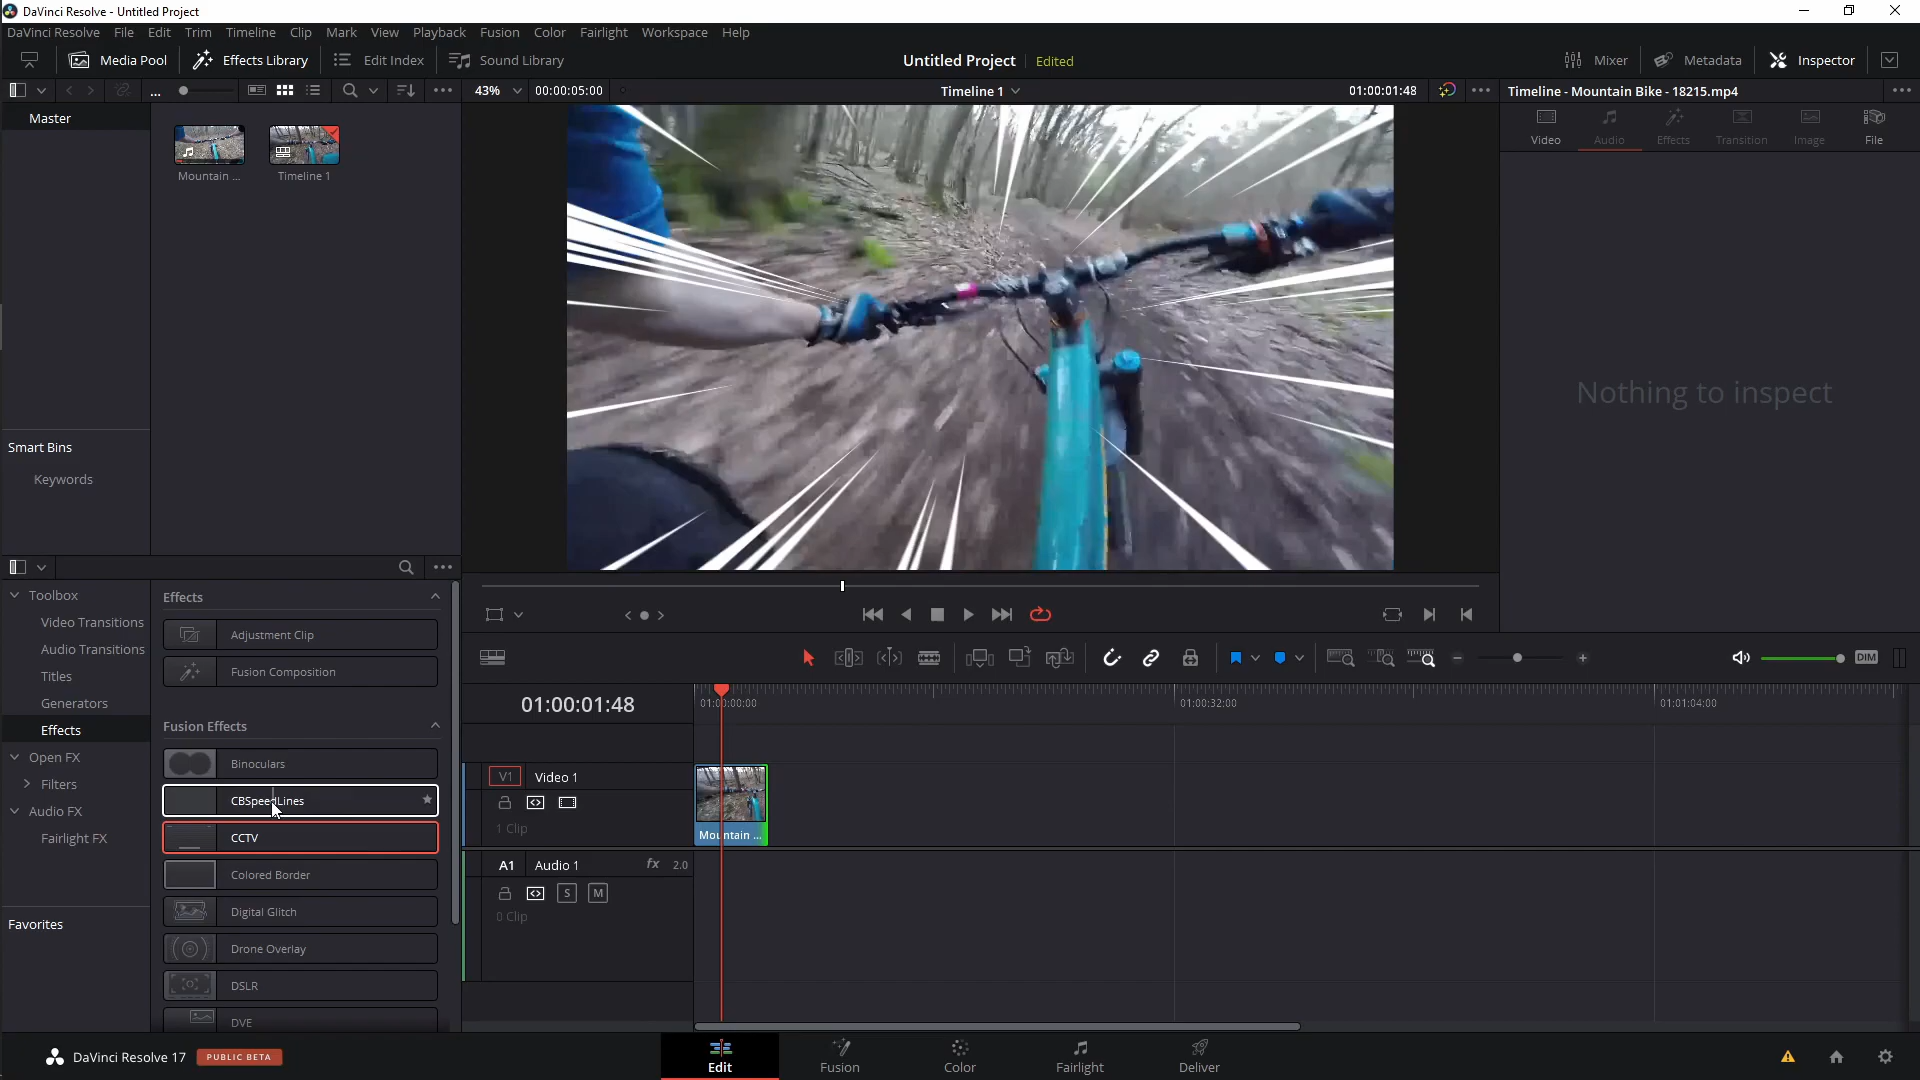 DaVinci Resolve - Untitled Project
DaVinci Resolve File Edit Trim Timeline Clip Mark View Playback Fusion Color Fairlight Workspace Help
Media Pool Effects Library Edit Index Sound Library Untitled Project Edited Mixer Metadata Inspector
... 43% 00:00:05:00 Timeline 1 01:00:01:48 Timeline - Mountain Bike - 18215.mp4
Master
Video Audio Effects Transition Image File
Mountain ... Timeline 1
Nothing to inspect
Smart Bins
Keywords
Toolbox
Video Transitions
Audio Transitions
Titles
Generators
Effects
Open FX
Filters
Audio FX
Fairlight FX
Favorites
Effects
Adjustment Clip
Fusion Composition
Fusion Effects
Binoculars
CBSpeedLines
CCTV
Colored Border
Digital Glitch
Drone Overlay
DSLR
DVE
DIM
01:00:01:48 01:00:00:00 01:00:32:00 01:01:04:00
V1 Video 1
1 Clip
Mountain ...
A1 Audio 1 fx 2.0
S M
0 Clip
DaVinci Resolve 17 PUBLIC BETA
Edit Fusion Color Fairlight Deliver